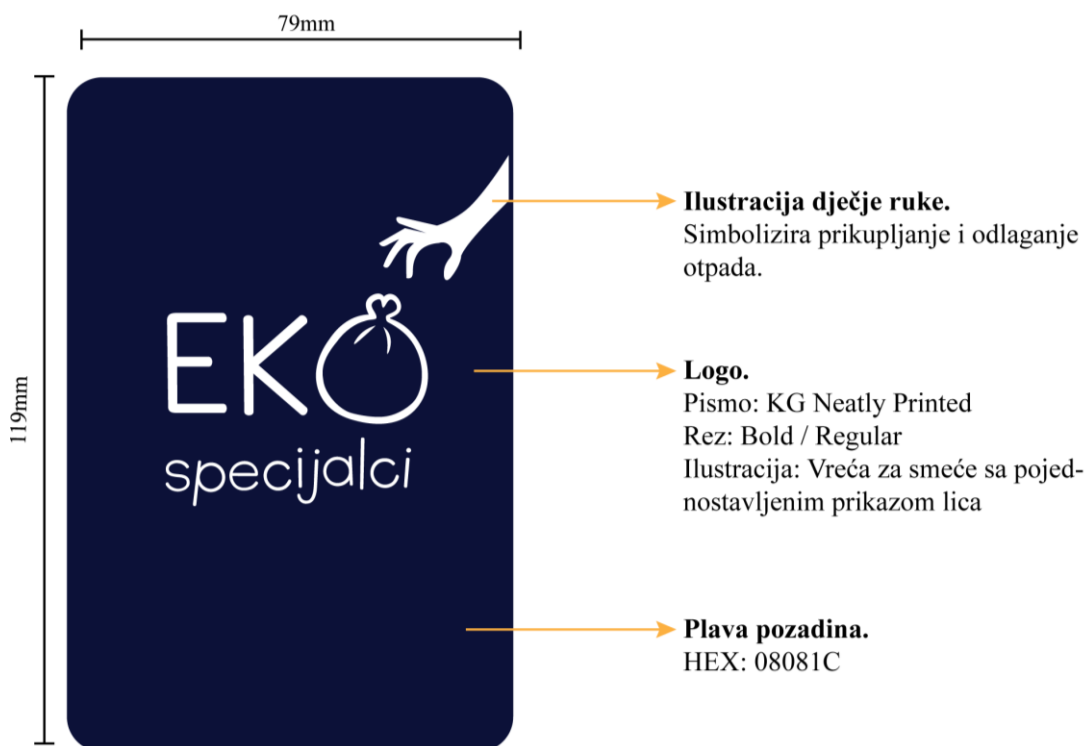 79mm
119mm
EKO
specijalci
Ilustracija dječje ruke.
Simbolizira prikupljanje i odlaganje
otpada.
Logo.
Pismo: KG Neatly Printed
Rez: Bold / Regular
Ilustracija: Vreća za smeće sa pojed-
nostavljenim prikazom lica
Plava pozadina.
HEX: 08081C